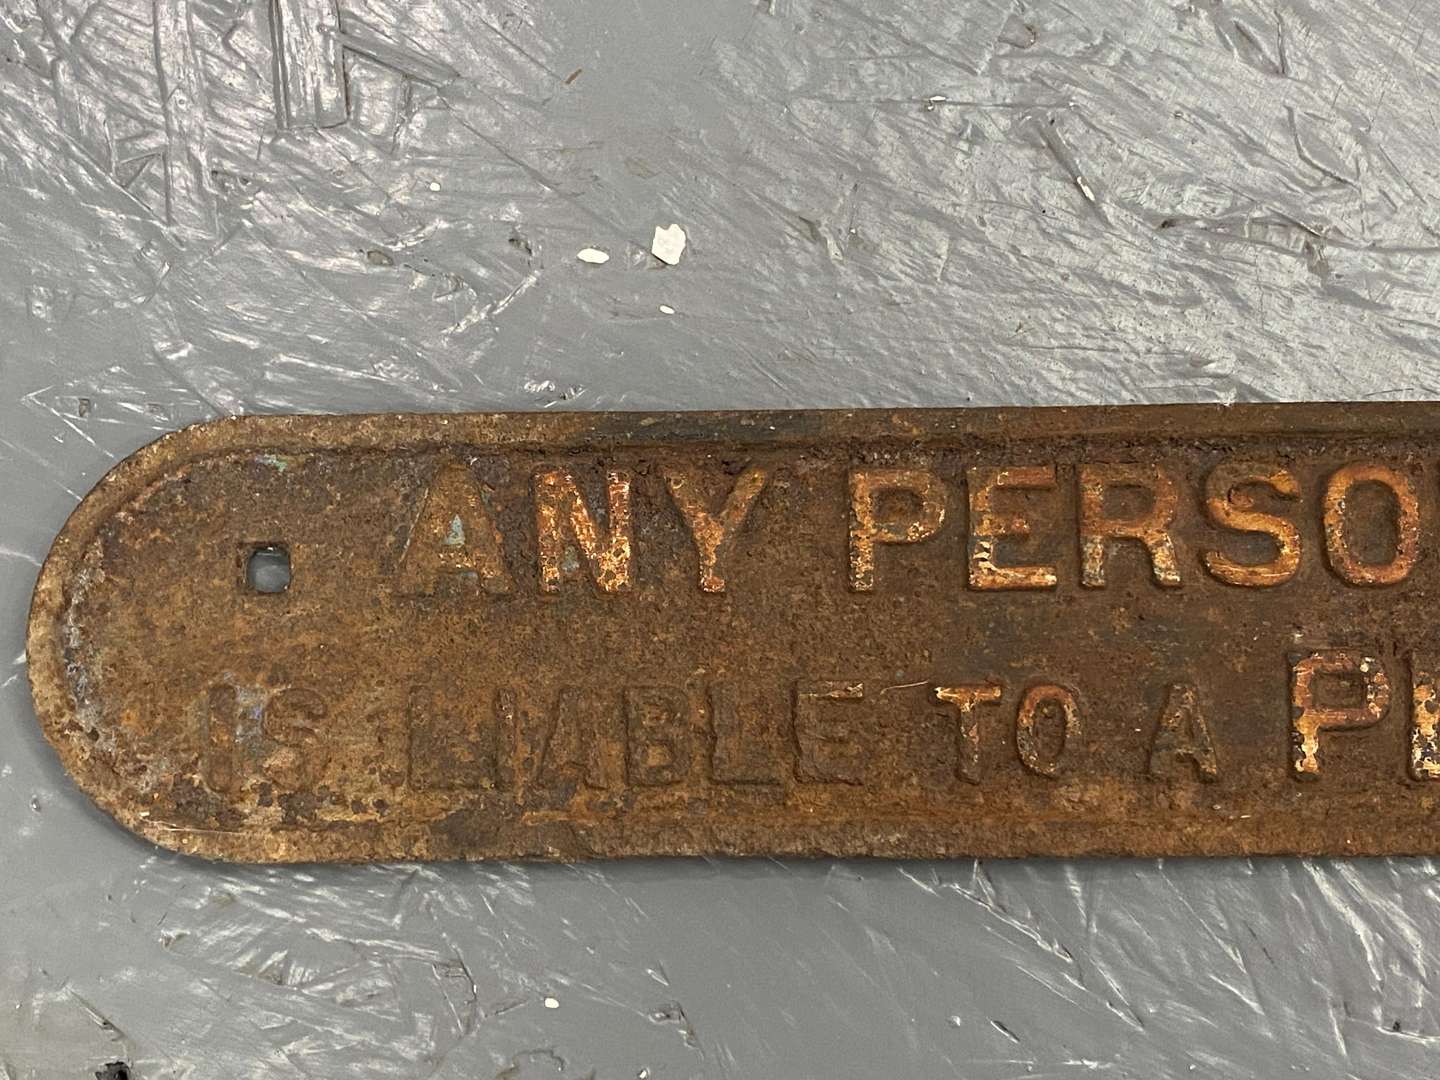 ANY PERSO
IS LIABLE TO A P